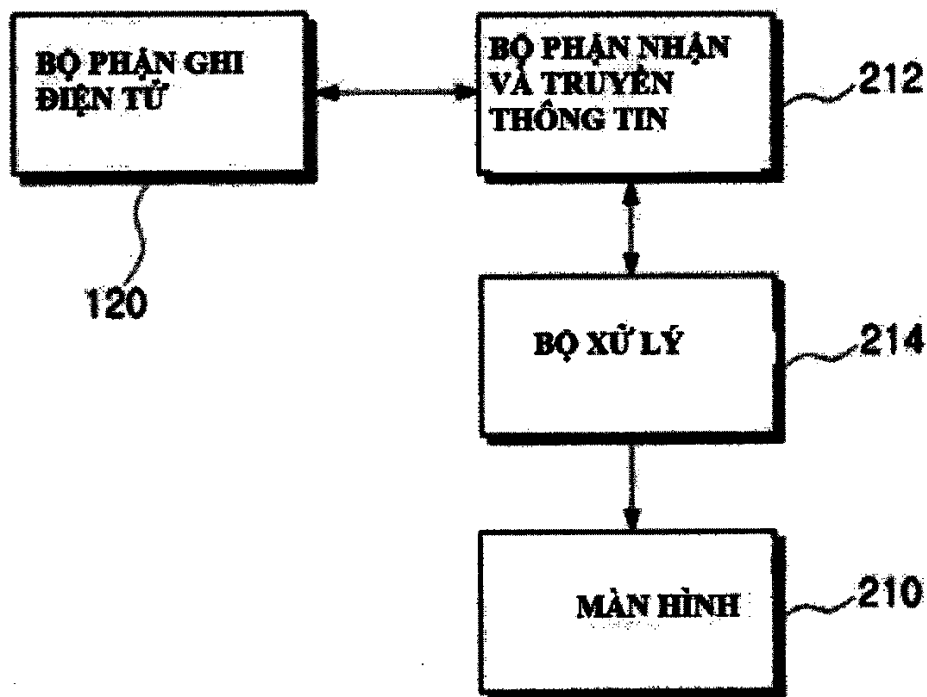 BỘ PHẬN GHI
ĐIỆN TỬ
120
BỘ PHẬN NHẬN
VÀ TRUYỀN
THÔNG TIN
212
BỘ XỬ LÝ
214
MÀN HÌNH
210